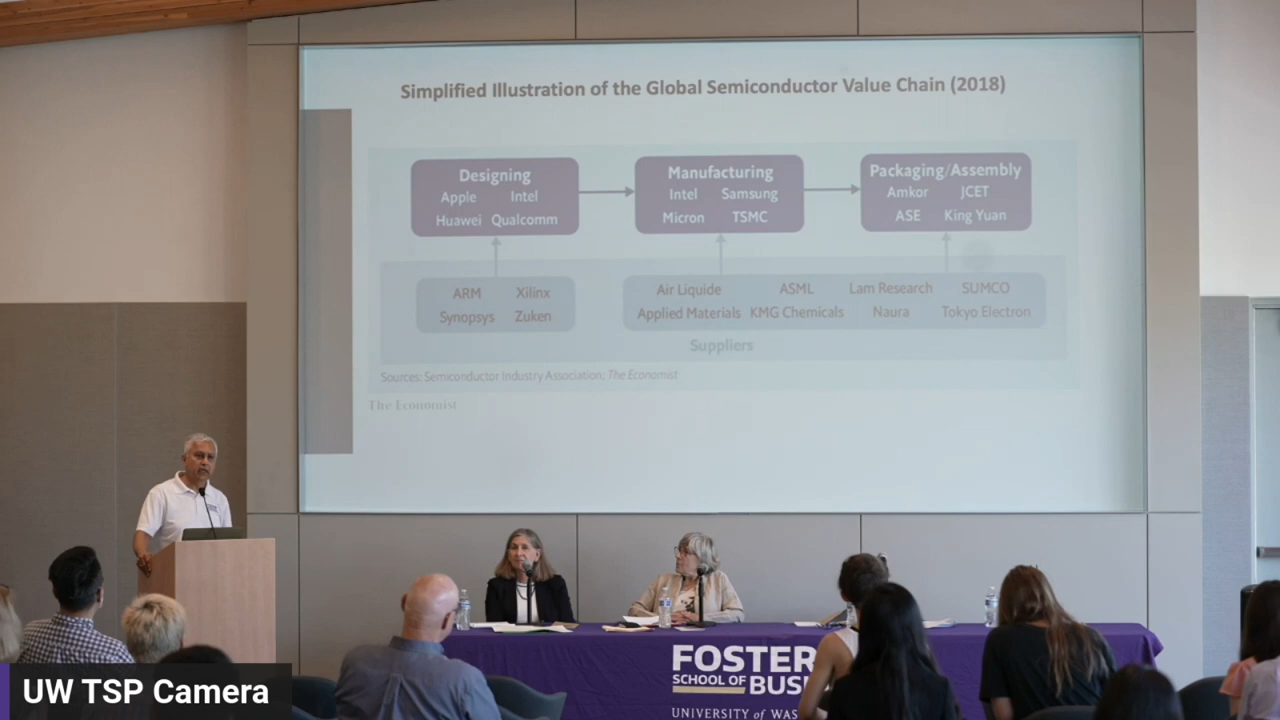 Simplified Illustration of the Global Semiconductor Value Chain (2018)
Designing
Apple Intel
Huawei Qualcomm
Manufacturing
Intel Samsung
Micron TSMC
Packaging/Assembly
Amkor JCET
ASE King Yuan
ARM Xilinx
Synopsys Zuken
Air Liquide ASML Lam Research SUMCO
Applied Materials KMG Chemicals Naura Tokyo Electron
Suppliers
Sources: Semiconductor Industry Association; The Economist
The Economist
FOSTER
SCHOOL OF BUSI
UNIVERSITY of WAS
UW TSP Camera